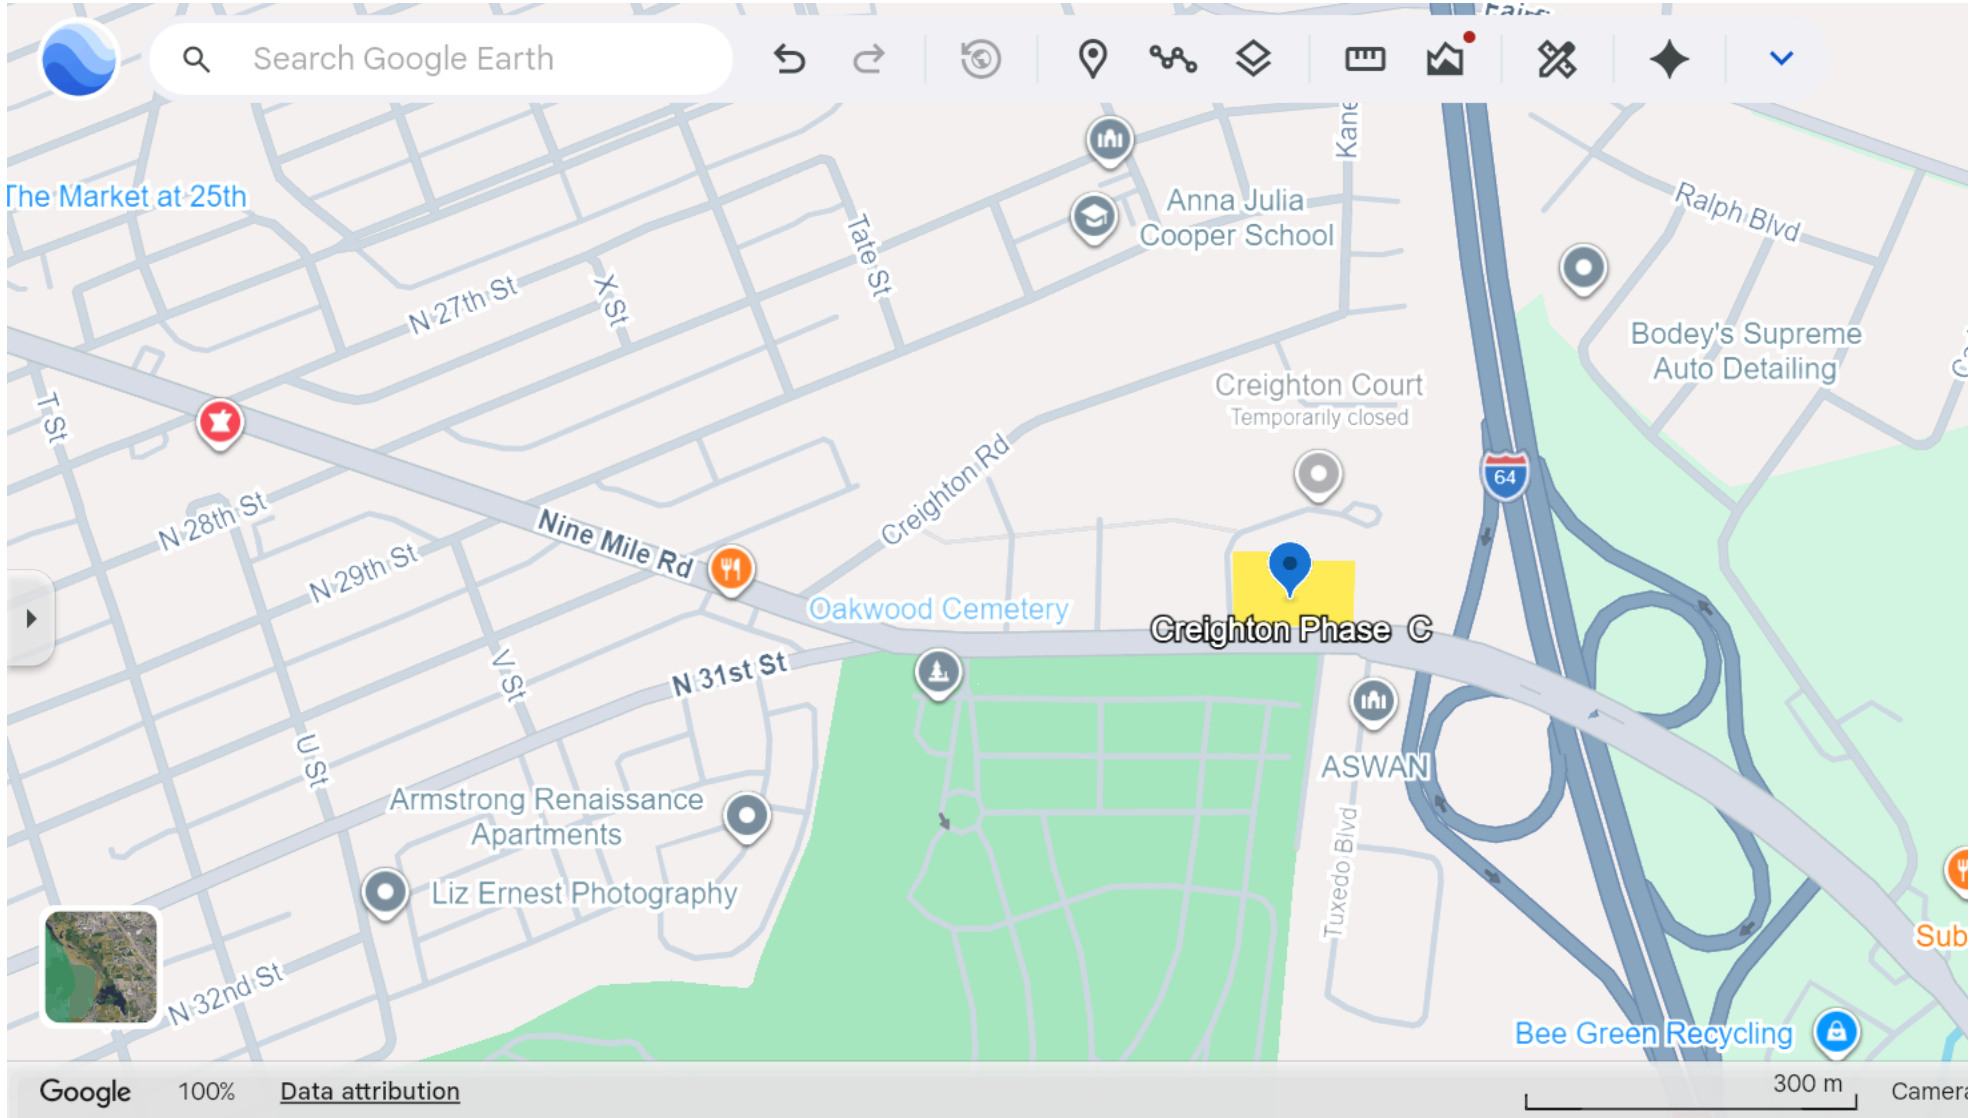 Fairf
Search Google Earth
Kane
The Market at 25th
Anna Julia
Cooper School
Ralph Blvd
Tate St
N 27th St
X St
Bodey's Supreme
Auto Detailing
Creighton Court
Temporarily closed
T St
Creighton Rd
64
N 28th St
Nine Mile Rd
N 29th St
Oakwood Cemetery
Creighton Phase C
N 31st St
V St
ASWAN
U St
Armstrong Renaissance
Apartments
Tuxedo Blvd
Liz Ernest Photography
Sub
N 32nd St
Bee Green Recycling
Google
100%
Data attribution
300 m
Camera